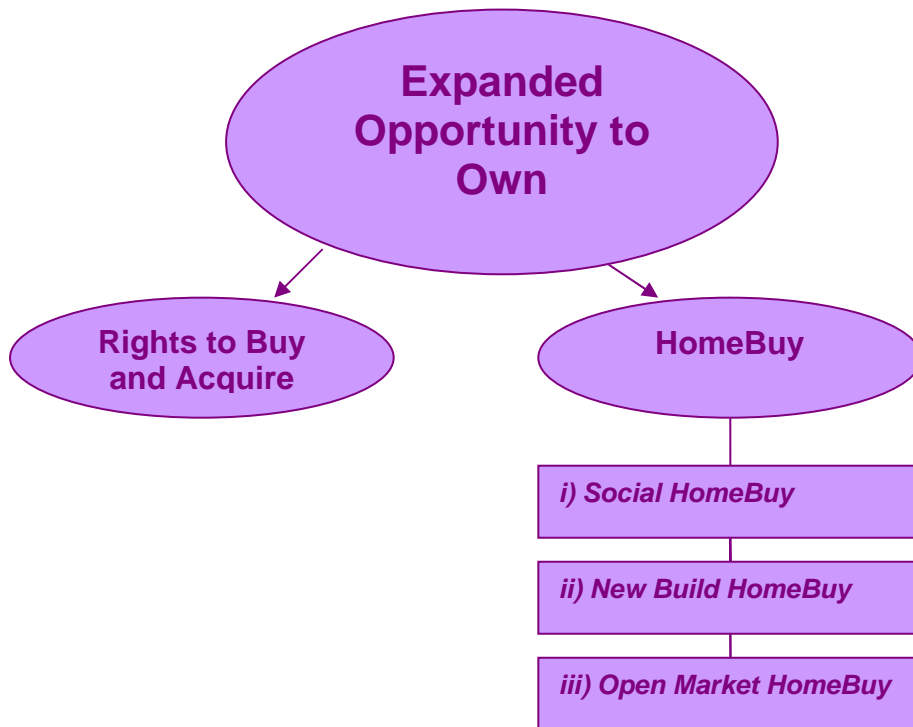 Expanded
Opportunity to
Own
Rights to Buy
and Acquire
HomeBuy
i) Social HomeBuy
ii) New Build HomeBuy
iii) Open Market HomeBuy